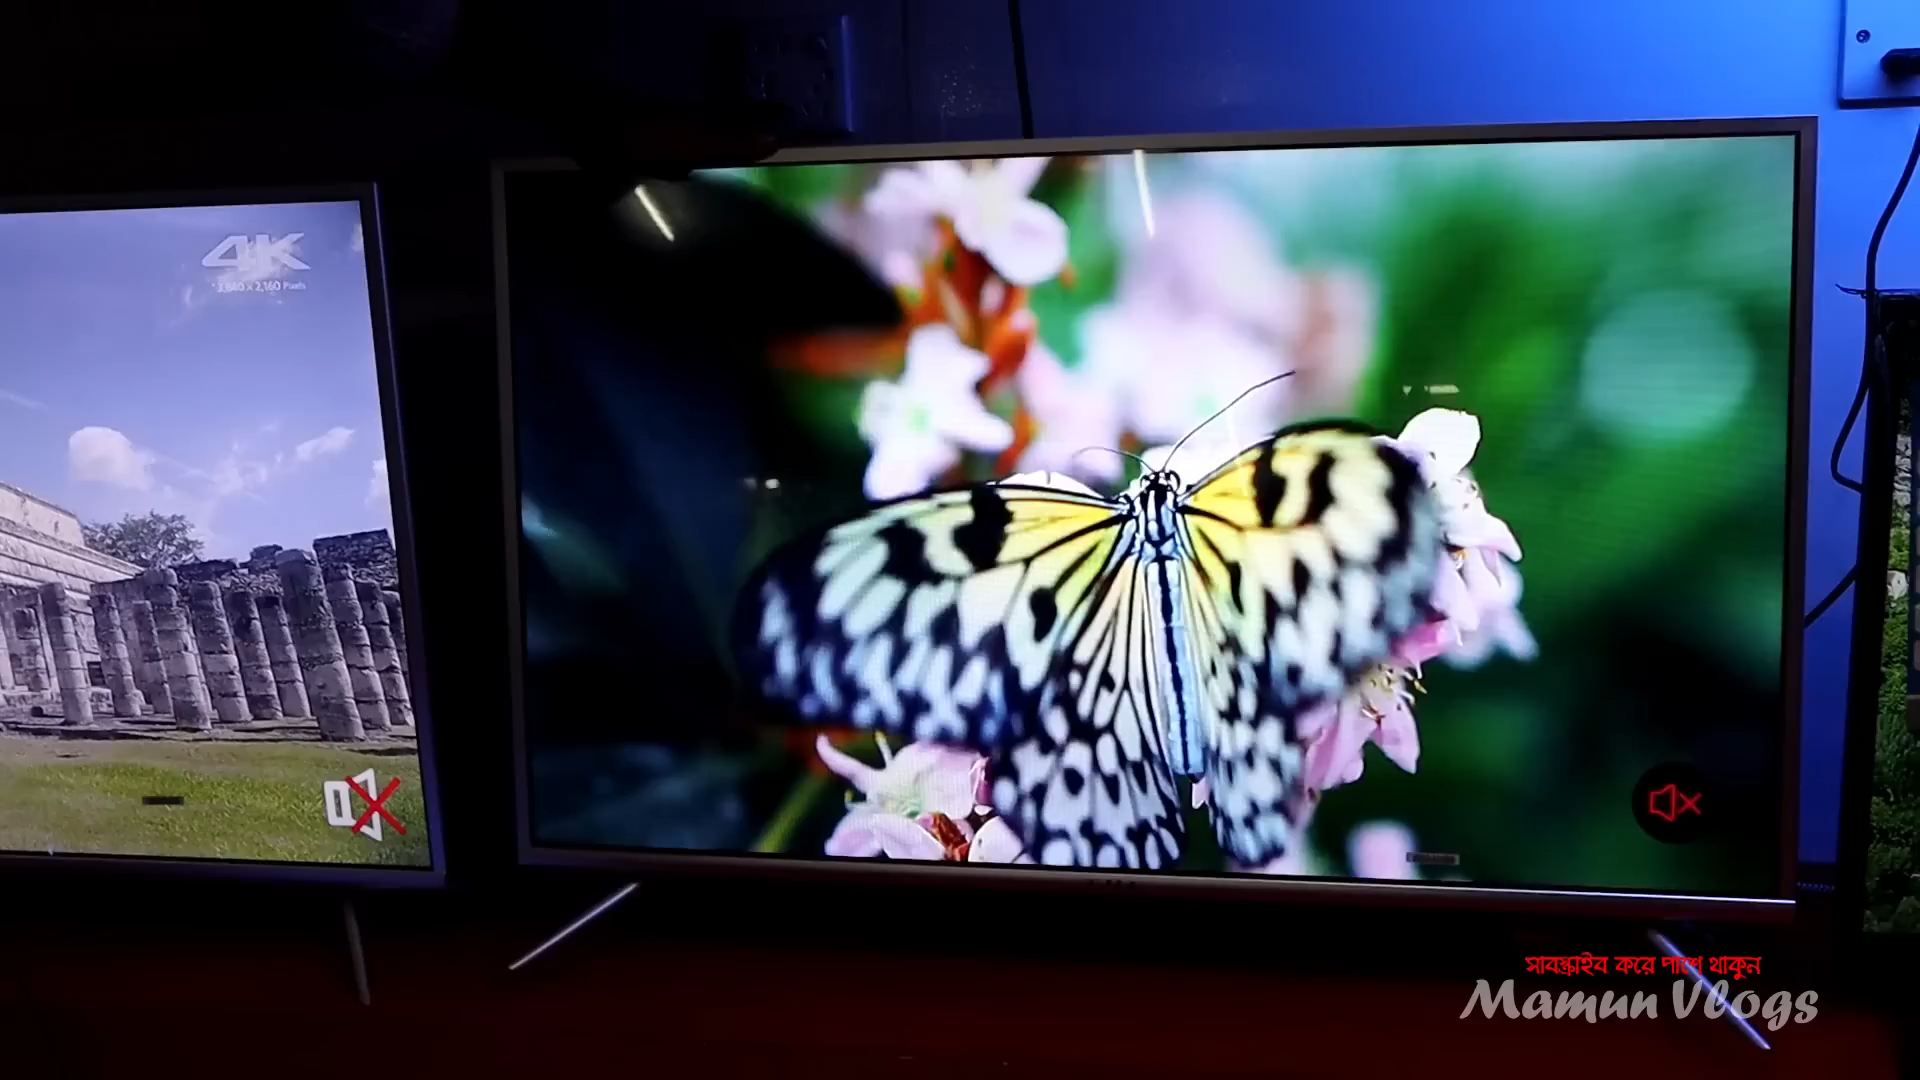 4K
3,840 × 2,160 Pixels
সাবস্ক্রাইব করে পাশে থাকুন
Mamun Vlogs